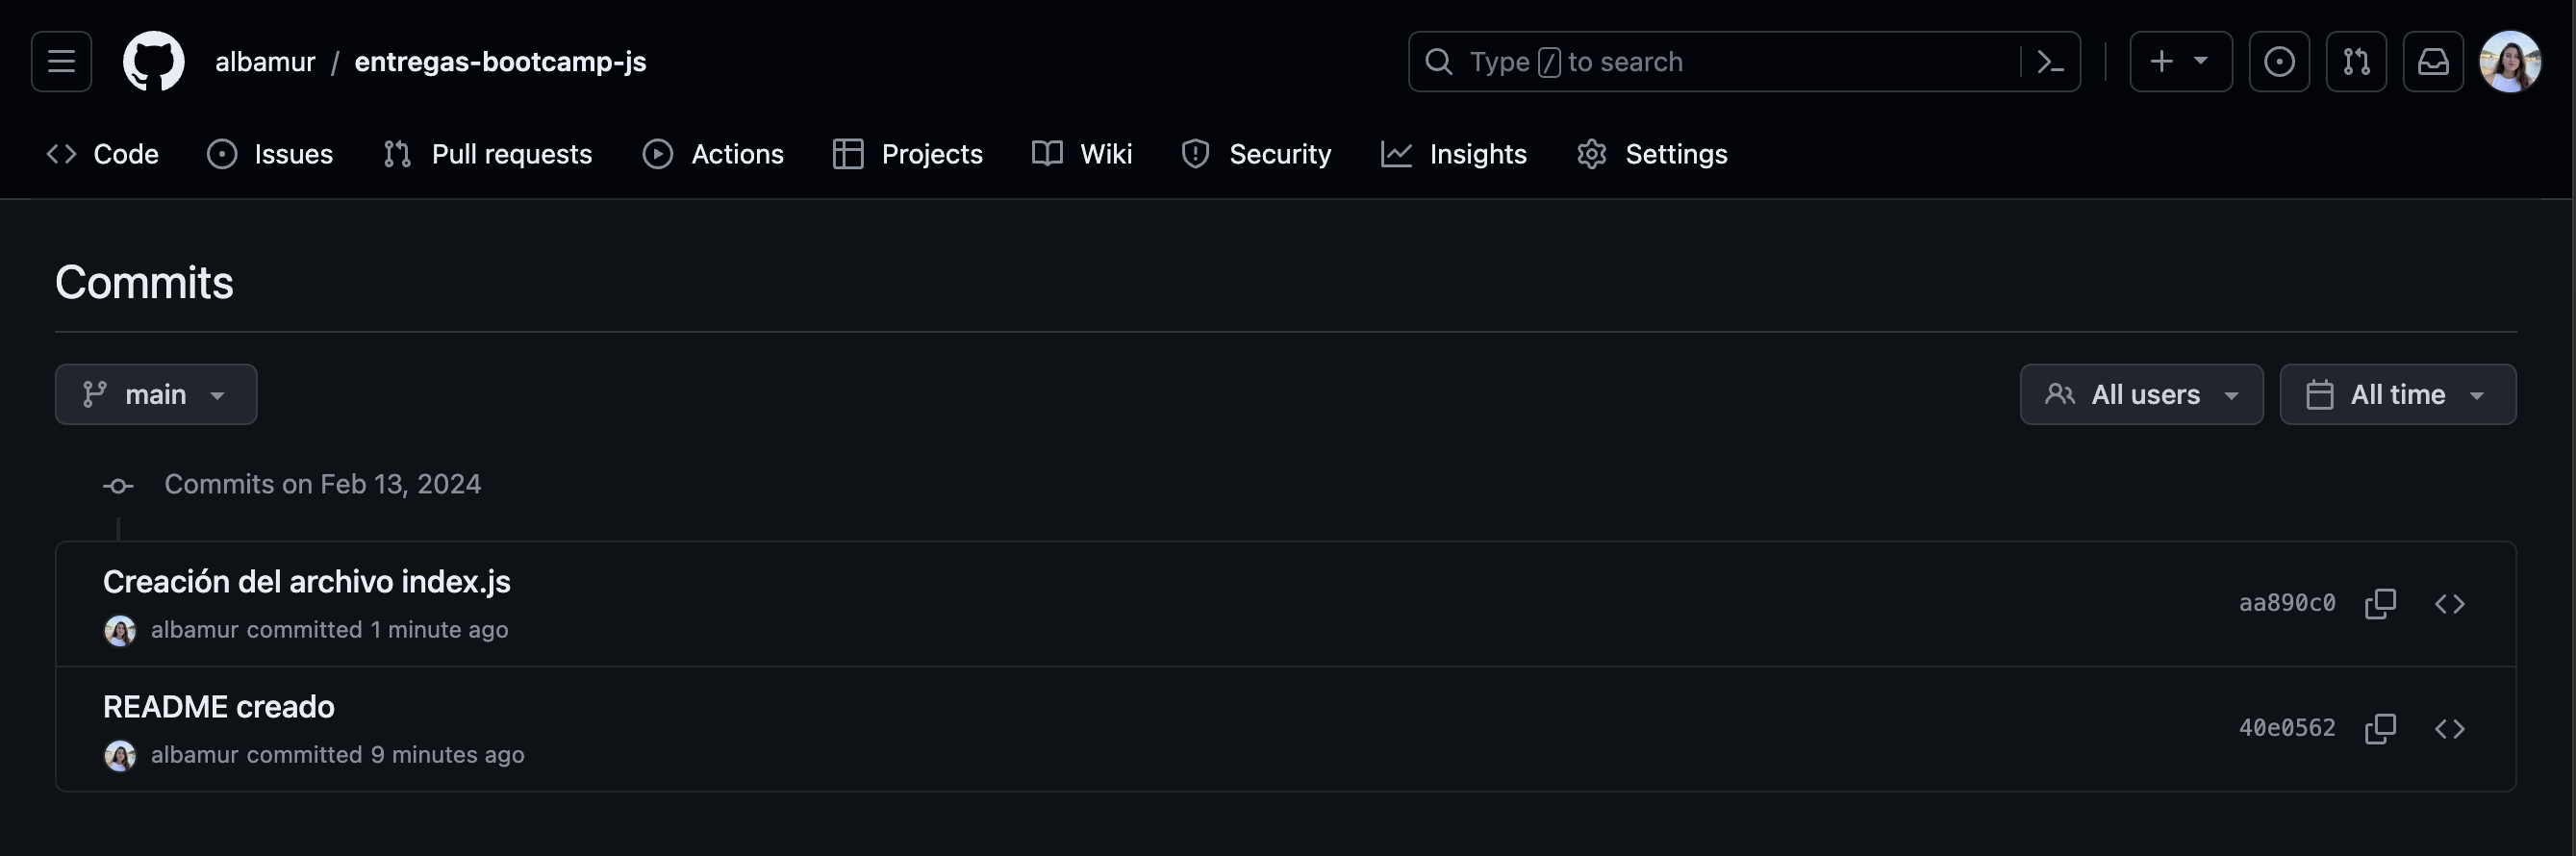 albamur / entregas-bootcamp-js
Type / to search
Code Issues Pull requests Actions Projects Wiki Security Insights Settings
Commits
main
All users All time
Commits on Feb 13, 2024
Creación del archivo index.js
aa890c0
albamur committed 1 minute ago
README creado
40e0562
albamur committed 9 minutes ago